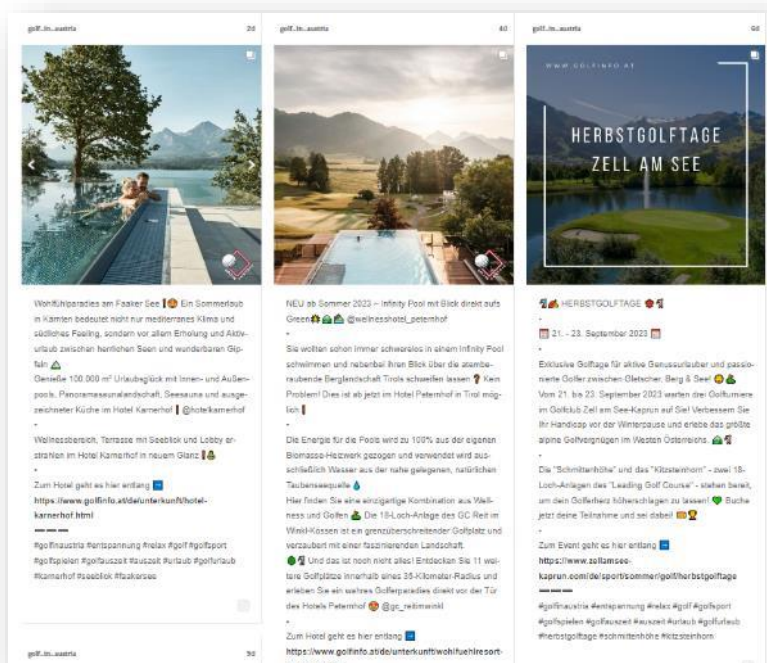 golf_in_austria 2d
Wohlfühlparadies am Faaker See Ein Sommerlaub
in Kärnten bedeutet nicht nur mediterranes Klima und
südliches Feeling, sondern vor allem Erholung und Aktiv-
urlaub zwischen herrlichen Seen und wunderbaren Gip-
feln
Genieße 100.000 m² Urlaubsglück mit Innen- und Außen-
pools, Panoramasaunalandschaft, Seesauna und ausge-
zeichneter Küche im Hotel Karnerhof @hotelkarnerhof
•
Wellnessbereich, Terrasse mit Seeblick und Lobby er-
strahlen im Hotel Karnerhof in neuem Glanz
•
Zum Hotel geht es hier entlang
https://www.golfinfo.at/de/unterkunft/hotel-
karnerhof.html
———
#golfinaustria #entspannung #relax #golf #golfsport
#golfspielen #golfauszeit #auszeit #urlaub #golfurlaub
#karnerhof #seeblick #faakersee
golf_in_austria
golf_in_austria 4d
NEU ab Sommer 2023 – Infinity Pool mit Blick direkt aufs
Green @wellnesshotel_peternhof
•
Sie wollten schon immer schwerelos in einem Infinity Pool
schwimmen und nebenbei ihren Blick über die atembe-
raubende Berglandschaft Tirols schweifen lassen ❓ Kein
Problem! Dies ist ab jetzt im Hotel Peternhof in Tirol mög-
lich
•
Die Energie für die Pools wird zu 100% aus der eigenen
Biomasse-Heizwerk gezogen und verwendet wird aus-
schließlich Wasser aus der nahe gelegenen, natürlichen
Taubenseequelle
Hier finden Sie eine einzigartige Kombination aus Well-
ness und Golfen Die 18-Loch-Anlage des GC Reit im
Winkl-Kössen ist ein grenzüberschreitender Golfplatz und
verzaubert mit einer faszinierenden Landschaft.
Und das ist noch nicht alles! Entdecken Sie 11 wei-
tere Golfplätze innerhalb eines 35-Kilometer-Radius und
erleben Sie ein wahres Golferparadies direkt vor der Tür
des Hotels Peternhof @gc_reitimwinkl
•
Zum Hotel geht es hier entlang
https://www.golfinfo.at/de/unterkunft/wohlfuehlresort-
golf_in_austria 6d
WWW.GOLFINFO.AT
HERBSTGOLFTAGE
ZELL AM SEE
HERBSTGOLFTAGE
•
21. - 23. September 2023
•
Exklusive Golftage für aktive Genussurlauber und passio-
nierte Golfer zwischen Gletscher, Berg & See!
Vom 21. bis 23. September 2023 warten drei Golfturniere
im Golfclub Zell am See-Kaprun auf Sie! Verbessern Sie
Ihr Handicap vor der Winterpause und erlebe das größte
alpine Golfvergnügen im Westen Österreichs.
•
Die "Schmittenhöhe" und das "Kitzsteinhorn" - zwei 18-
Loch-Anlagen des "Leading Golf Course" - stehen bereit,
um dein Golferherz höherschlagen zu lassen! Buche
jetzt deine Teilnahme und sei dabei!
•
Zum Event geht es hier entlang
https://www.zellamsee-
kaprun.com/de/sport/sommer/golf/herbstgolftage
———
#golfinaustria #entspannung #relax #golf #golfsport
#golfspielen #golfauszeit #auszeit #urlaub #golfurlaub
#herbstgolftage #schmittenhöhe #kitzsteinhorn